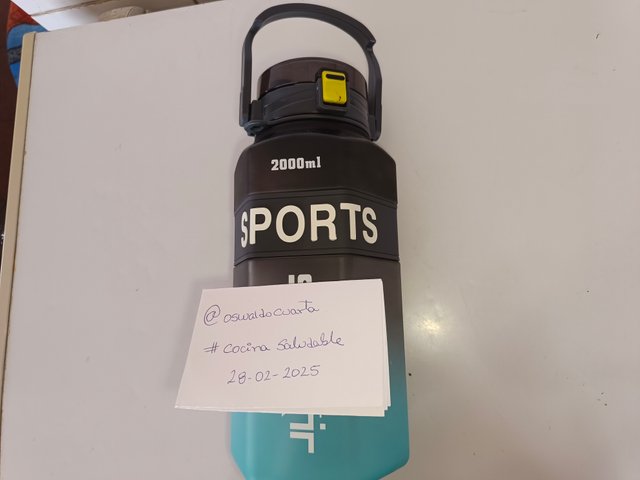 2000ml
SPORTS
@oswaldocuarta
# cocina saludable
28-02-2025